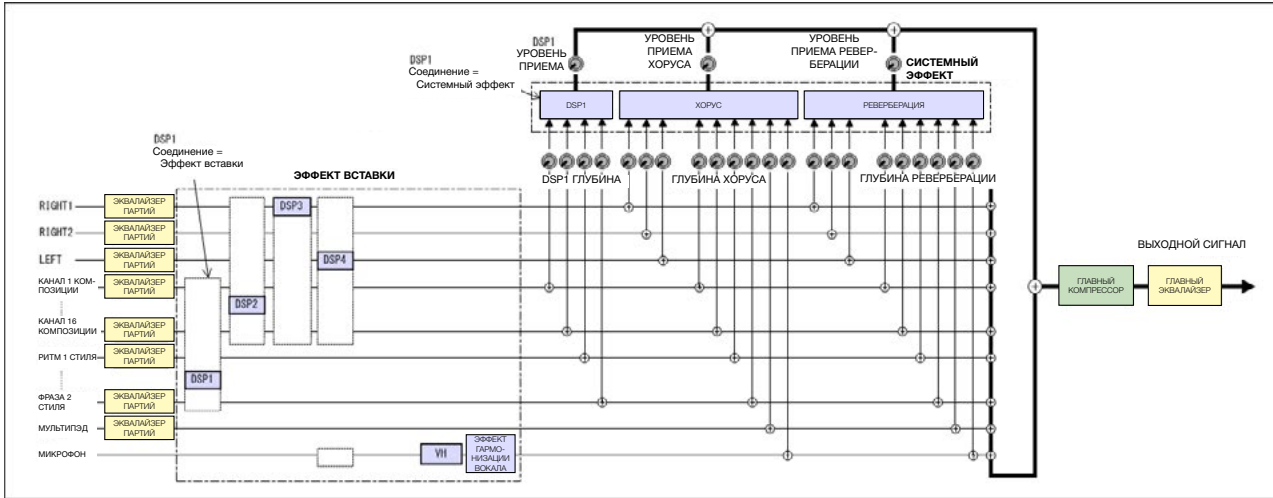 DSP1
УРОВЕНЬ
ПРИЕМА
УРОВЕНЬ
ПРИЕМА
ХОРУСА
УРОВЕНЬ
ПРИЕМА РЕВЕР-
БЕРАЦИИ
СИСТЕМНЫЙ
ЭФФЕКТ
DSP1
Соединение =
Системный эффект
DSP1
ХОРУС
РЕВЕРБЕРАЦИЯ
DSP1
Соединение =
Эффект вставки
DSP1 ГЛУБИНА
ГЛУБИНА ХОРУСА
ГЛУБИНА РЕВЕРБЕРАЦИИ
ЭФФЕКТ ВСТАВКИ
RIGHT1
ЭКВАЛАЙЗЕР
ПАРТИЙ
DSP3
RIGHT2
ЭКВАЛАЙЗЕР
ПАРТИЙ
LEFT
ЭКВАЛАЙЗЕР
ПАРТИЙ
DSP4
ВЫХОДНОЙ СИГНАЛ
КАНАЛ 1 КОМ-
ПОЗИЦИИ
ЭКВАЛАЙЗЕР
ПАРТИЙ
DSP2
ГЛАВНЫЙ
КОМПРЕССОР
ГЛАВНЫЙ
ЭКВАЛАЙЗЕР
КАНАЛ 16
КОМПОЗИЦИИ
ЭКВАЛАЙЗЕР
ПАРТИЙ
РИТМ 1 СТИЛЯ
ЭКВАЛАЙЗЕР
ПАРТИЙ
DSP1
ФРАЗА 2
СТИЛЯ
ЭКВАЛАЙЗЕР
ПАРТИЙ
МУЛЬТИПЭД
ЭКВАЛАЙЗЕР
ПАРТИЙ
МИКРОФОН
VH
ЭФФЕКТ
ГАРМО-
НИЗАЦИИ
ВОКАЛА